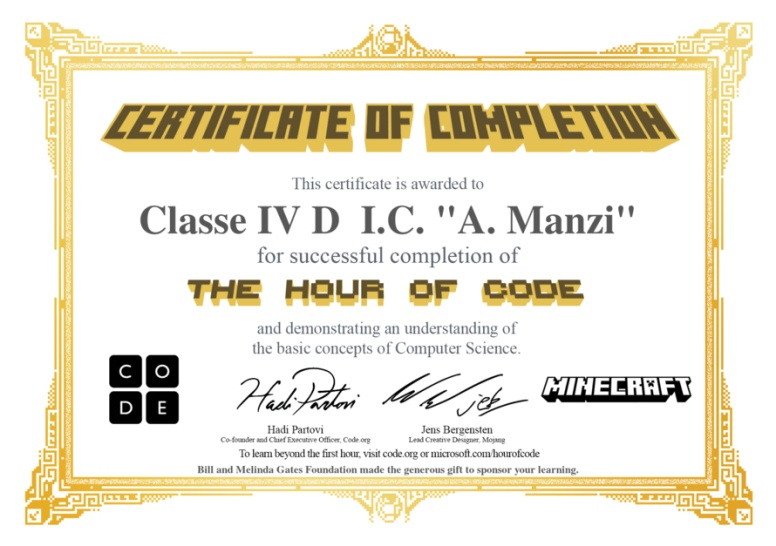 CERTIFICATE OF COMPLETION
This certificate is awarded to
Classe IV D I.C. "A. Manzi"
for successful completion of
THE HOUR OF CODE
and demonstrating an understanding of
the basic concepts of Computer Science.
C O
D E
Hadi Partovi
jeb
MINECRAFT
Hadi Partovi
Co-founder and Chief Executive Officer, Code.org
Jens Bergensten
Lead Creative Designer, Mojang
To learn beyond the first hour, visit code.org or microsoft.com/hourofcode
Bill and Melinda Gates Foundation made the generous gift to sponsor your learning.